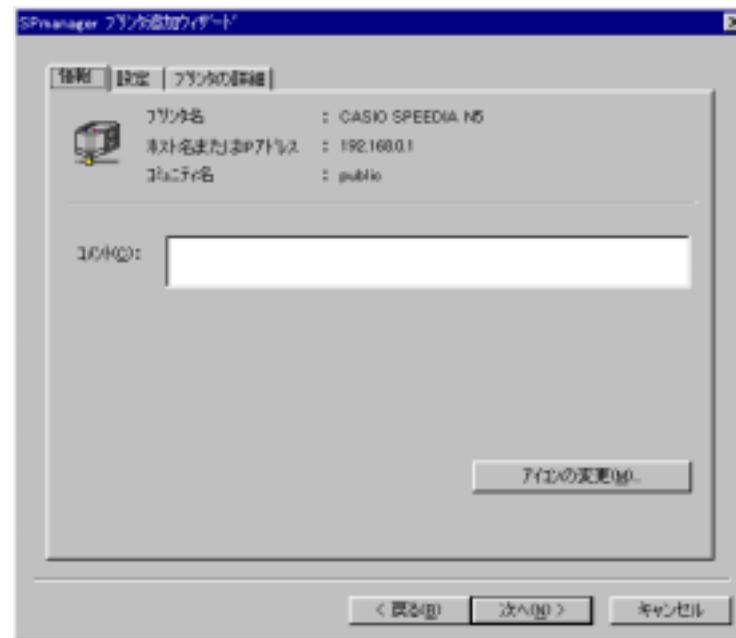 SPmanager プリンタ追加ウィザード
情報 設定 プリンタの詳細
プリンタ名 : CASIO SPEEDIA N5
ホスト名またはIPアドレス : 192.168.0.1
コミュニティ名 : public
コメント(C):
アイコンの変更(M)...
< 戻る(B) 次へ(N) > キャンセル